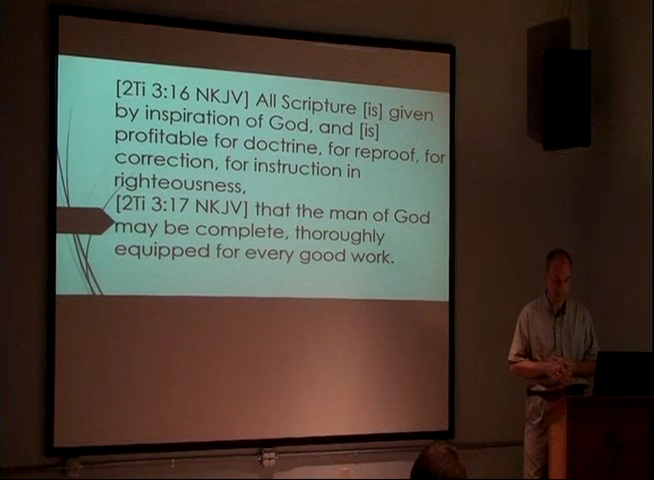 [2Ti 3:16 NKJV] All Scripture [is] given
by inspiration of God, and [is]
profitable for doctrine, for reproof, for
correction, for instruction in
righteousness,
[2Ti 3:17 NKJV] that the man of God
may be complete, thoroughly
equipped for every good work.